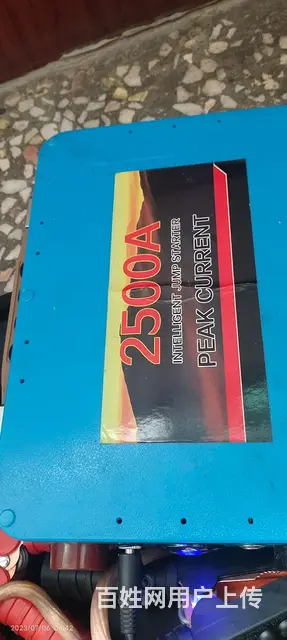 2500A
INTELLIGENT JUMP STARTER
PEAK CURRENT
百姓网用户上传